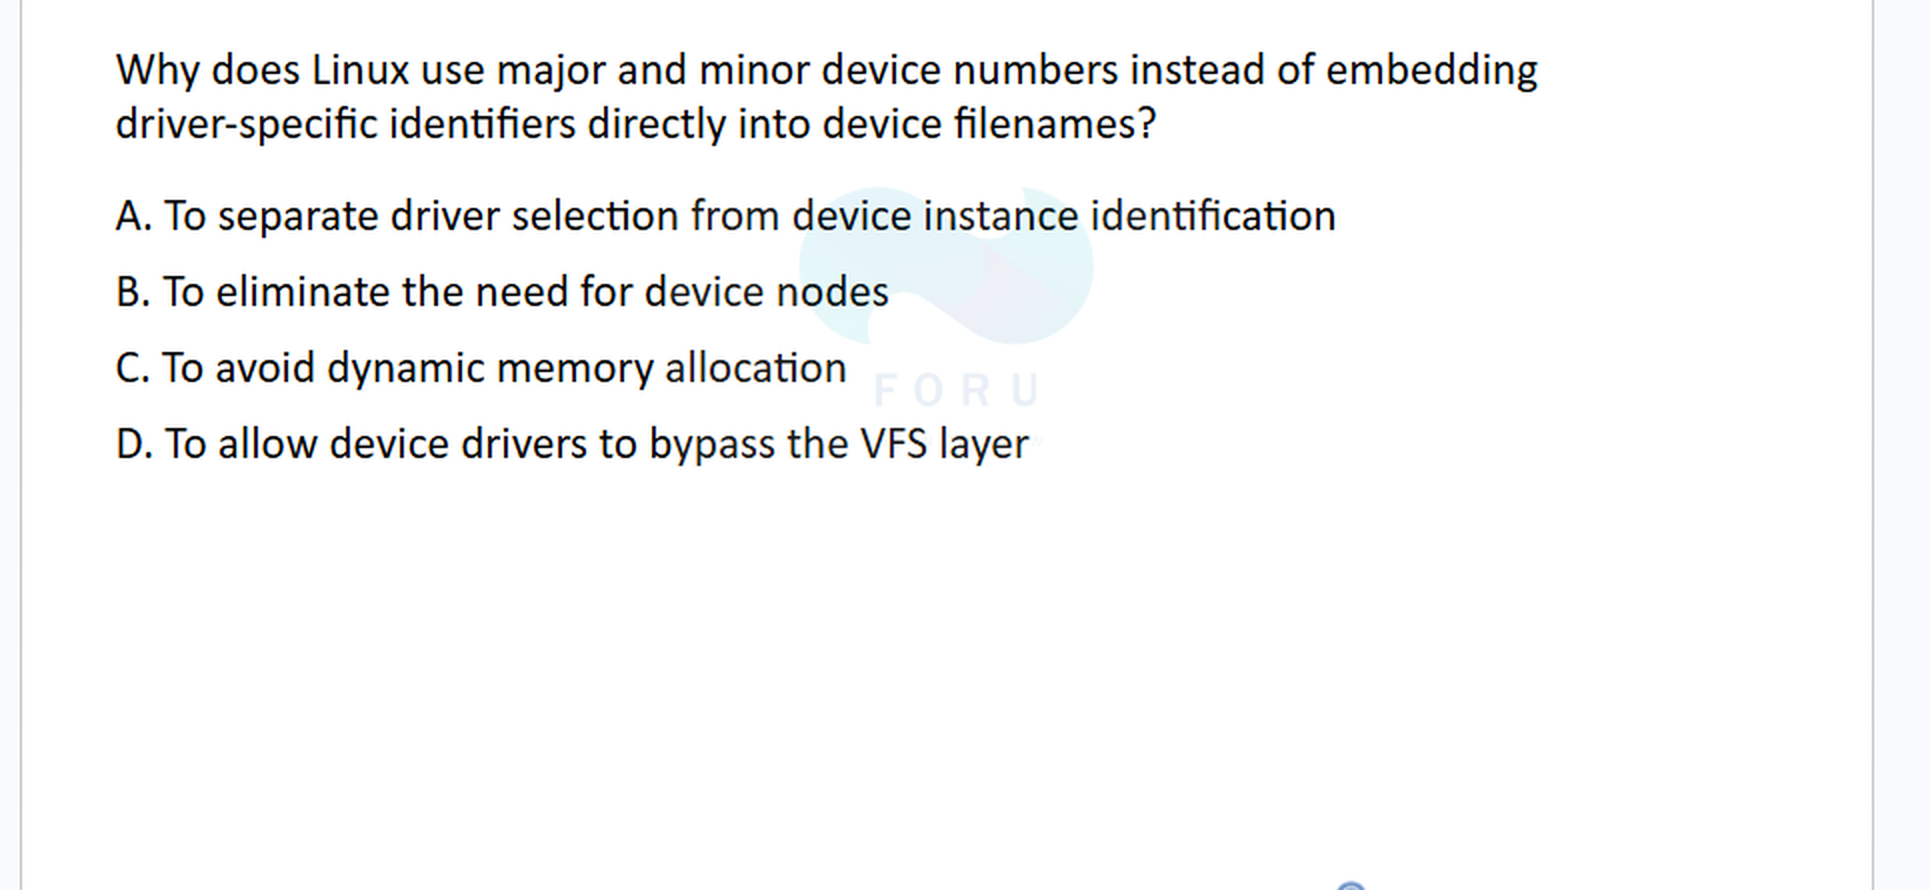 Why does Linux use major and minor device numbers instead of embedding
driver-specific identifiers directly into device filenames?
A. To separate driver selection from device instance identification
B. To eliminate the need for device nodes
C. To avoid dynamic memory allocation
FORU
D. To allow device drivers to bypass the VFS layer